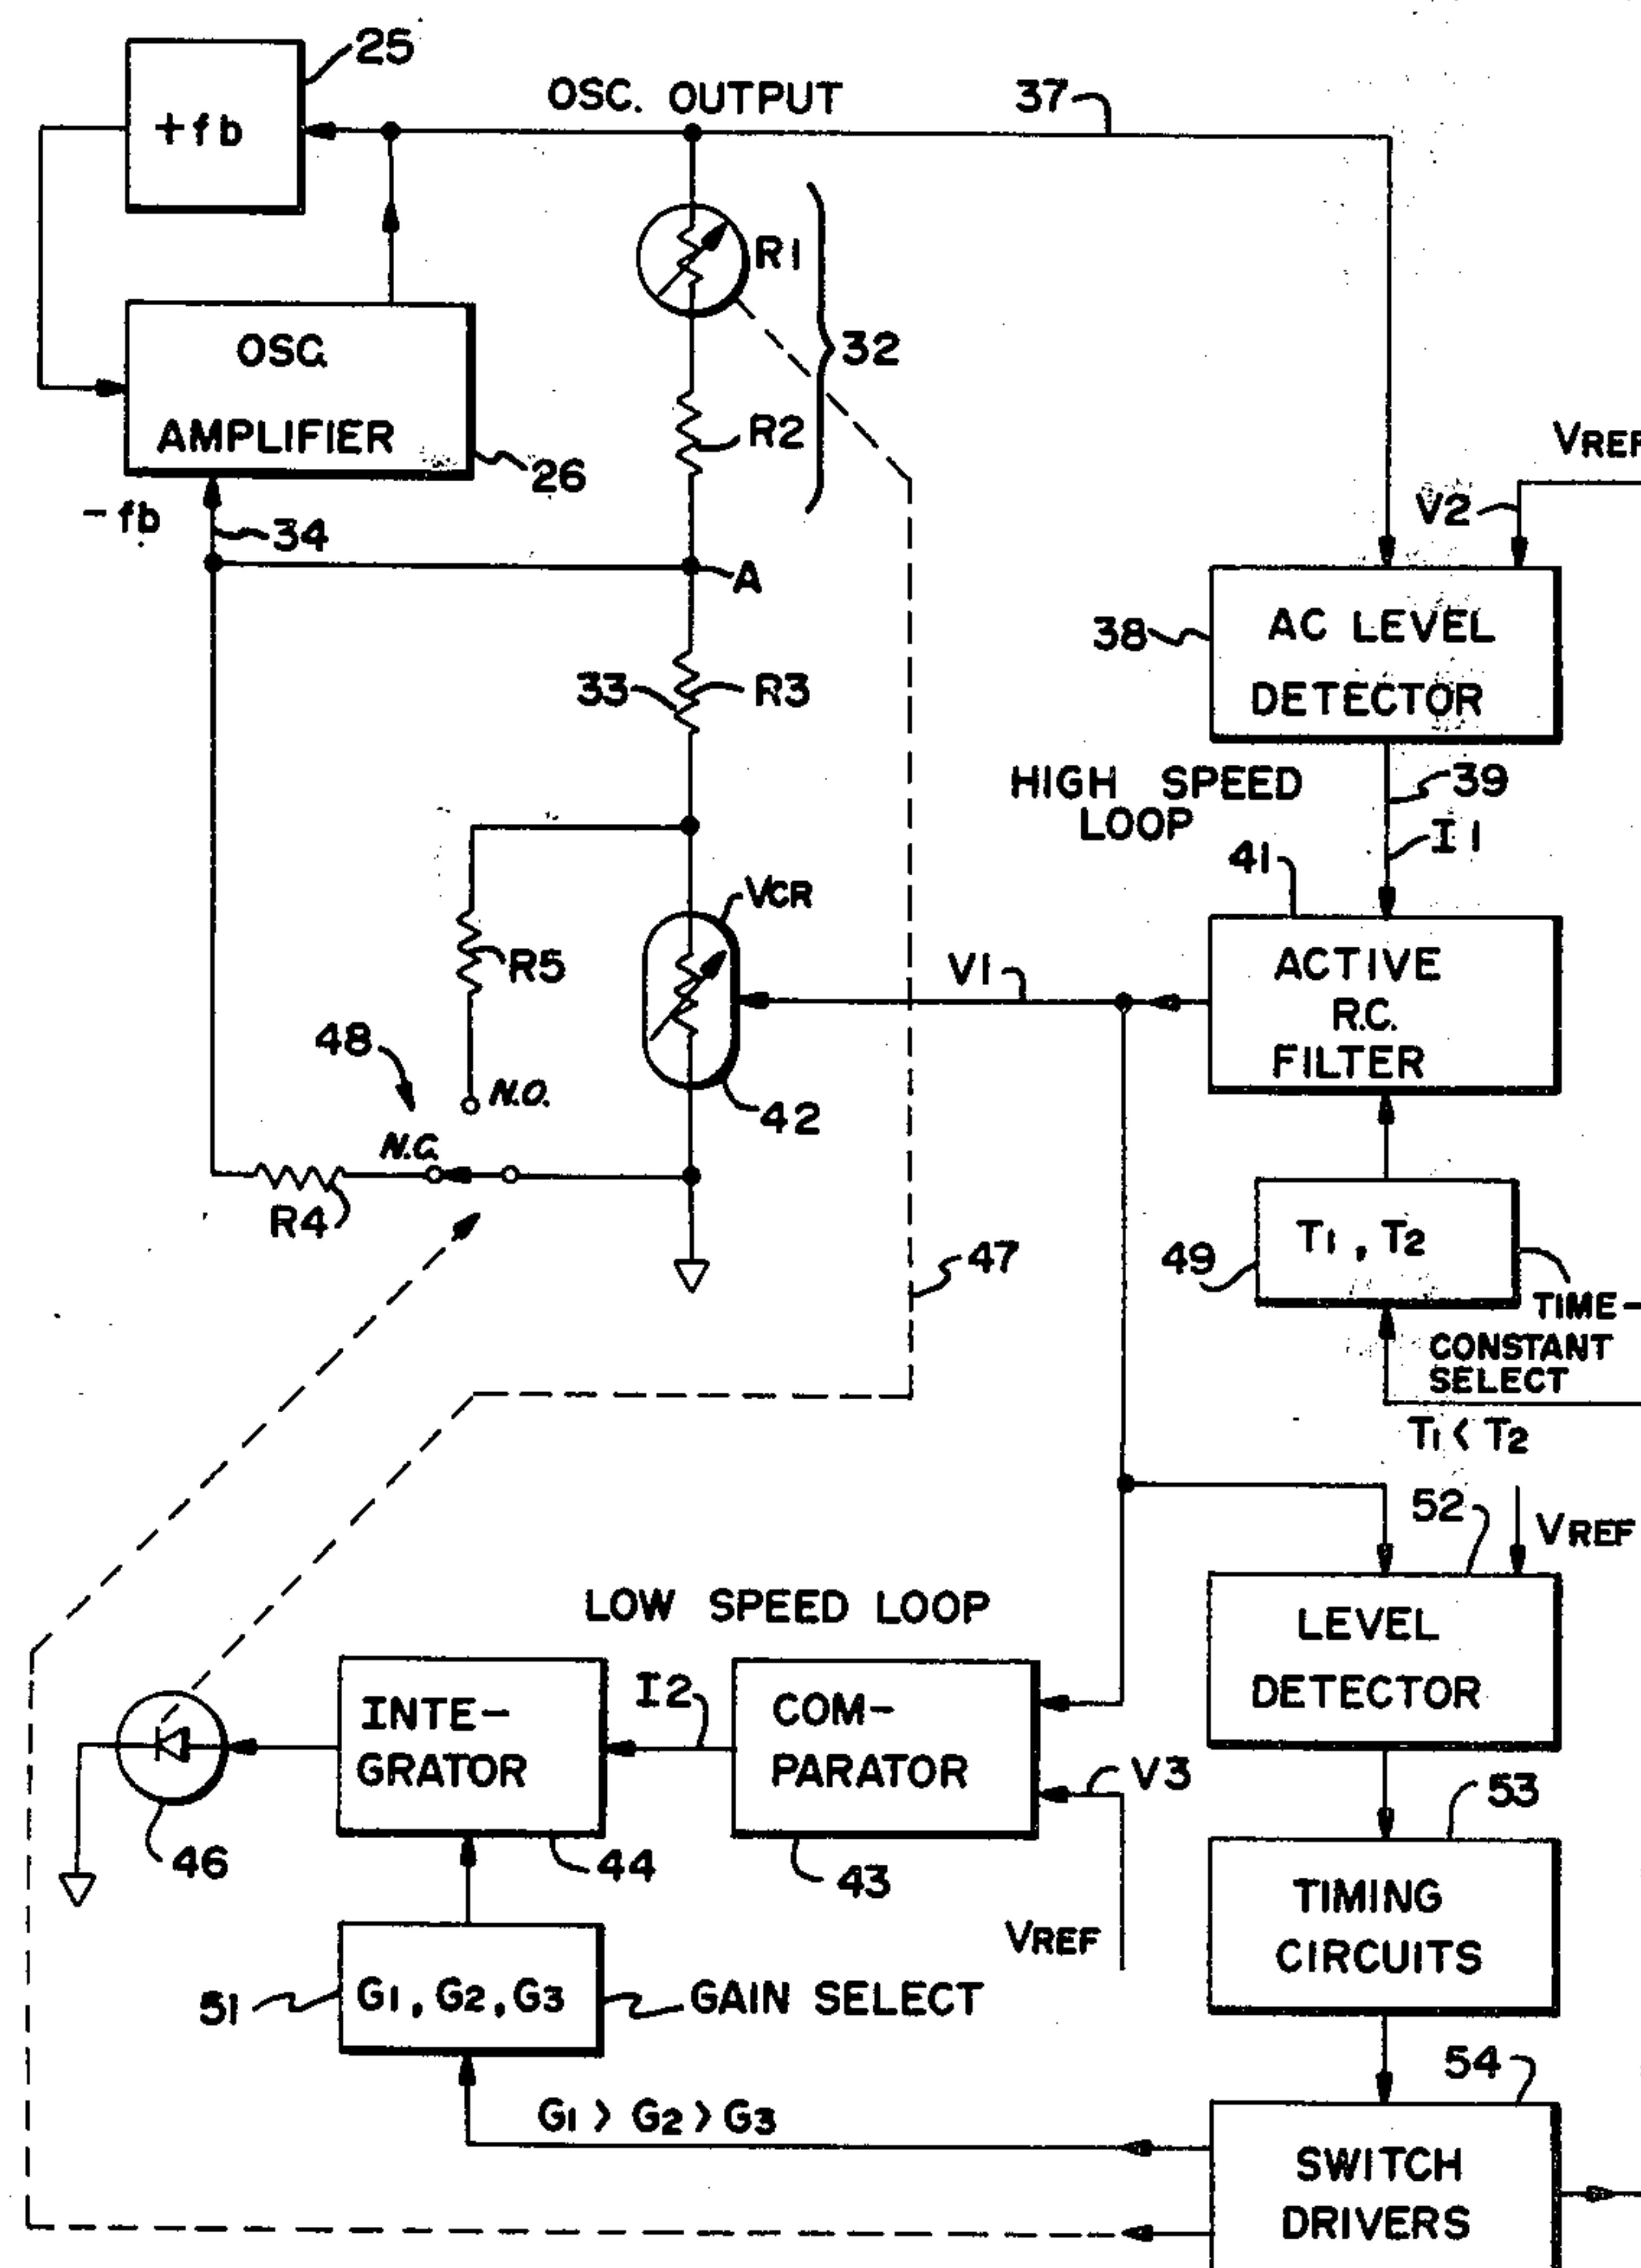 25
+fb
OSC. OUTPUT
37
R1
32
OSC.
AMPLIFIER
26
R2
-fb
34
A
VREF
V2
38
AC LEVEL
DETECTOR
33
R3
HIGH SPEED
LOOP
39
I1
41
VCR
R5
V1
ACTIVE
R.C.
FILTER
48
N.O.
42
N.C.
R4
47
49
T1, T2
TIME-
CONSTANT
SELECT
T1 < T2
52
VREF
LOW SPEED LOOP
LEVEL
DETECTOR
INTE-
GRATOR
I2
COM-
PARATOR
V3
46
44
43
53
VREF
TIMING
CIRCUITS
51
G1, G2, G3
GAIN SELECT
54
G1 > G2 > G3
SWITCH
DRIVERS